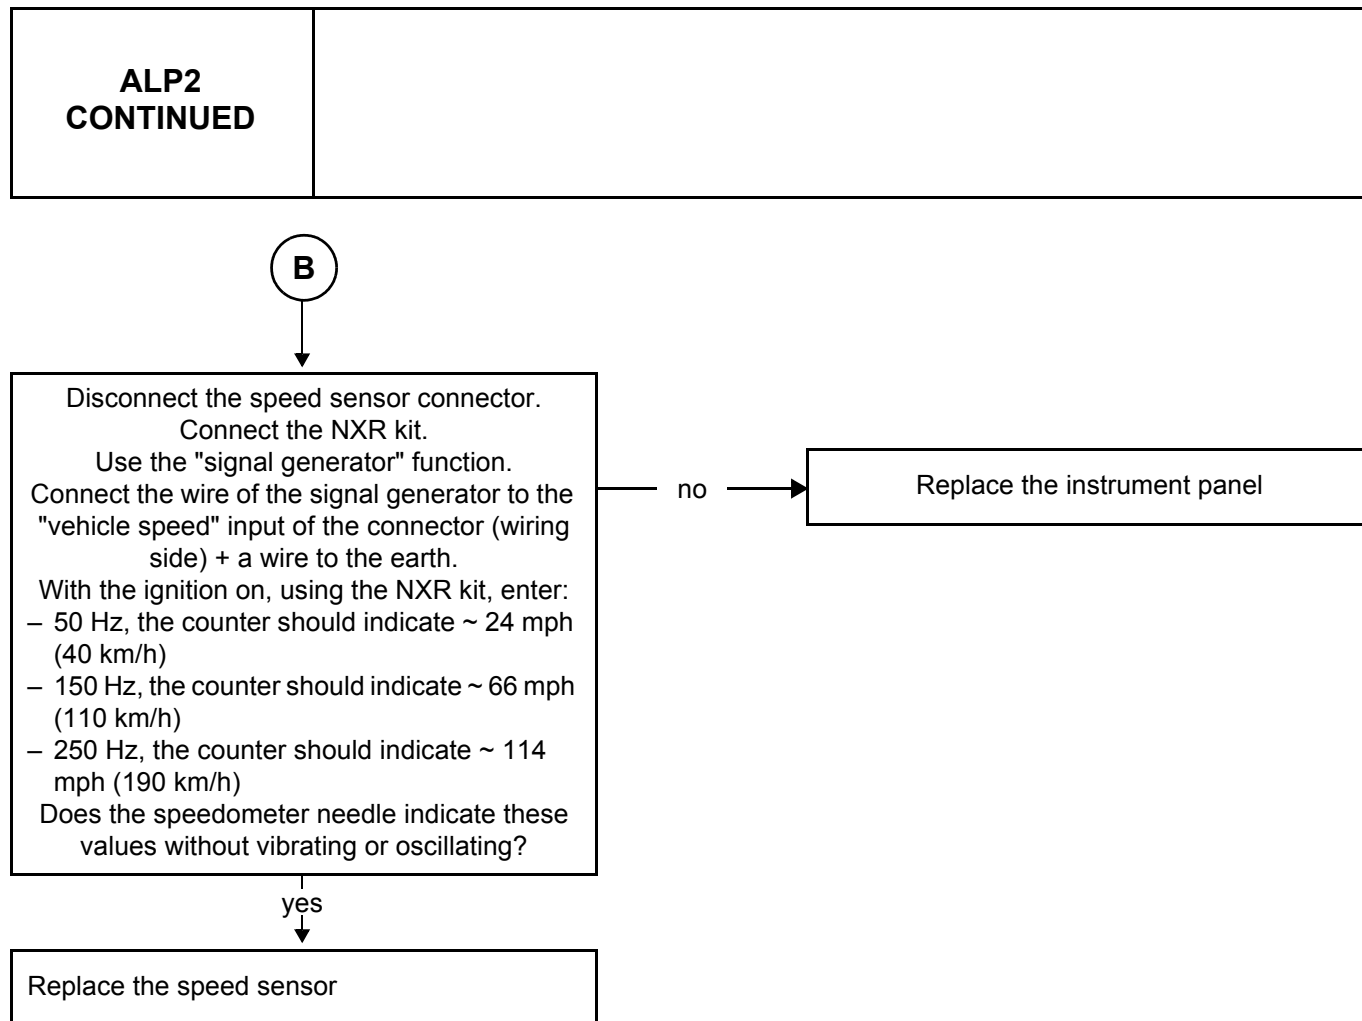 ALP2
CONTINUED
B
Disconnect the speed sensor connector.
Connect the NXR kit.
Use the "signal generator" function.
Connect the wire of the signal generator to the
"vehicle speed" input of the connector (wiring
side) + a wire to the earth.
With the ignition on, using the NXR kit, enter:
– 50 Hz, the counter should indicate ~ 24 mph
(40 km/h)
– 150 Hz, the counter should indicate ~ 66 mph
(110 km/h)
– 250 Hz, the counter should indicate ~ 114
mph (190 km/h)
Does the speedometer needle indicate these
values without vibrating or oscillating?
no
Replace the instrument panel
yes
Replace the speed sensor